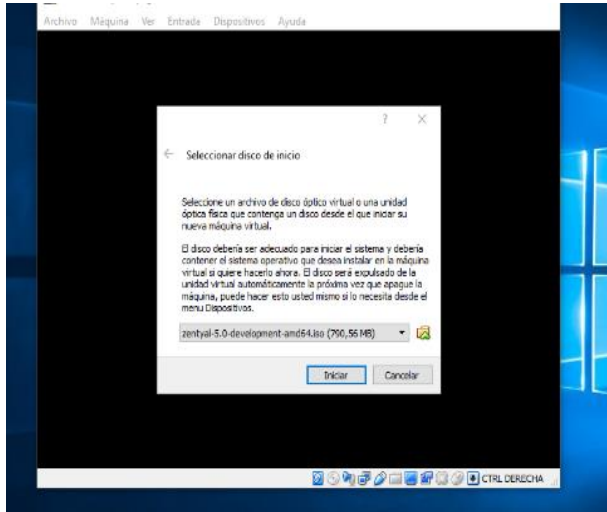 Archivo Máquina Ver Entrada Dispositivos Ayuda
Seleccionar disco de inicio
Seleccione un archivo de disco óptico virtual o una unidad
óptica física que contenga un disco desde el que iniciar su
nueva máquina virtual.
El disco debería ser adecuado para iniciar el sistema y debería
contener el sistema operativo que desea instalar en la máquina
virtual si quiere hacerlo ahora. El disco será expulsado de la
unidad virtual automáticamente la próxima vez que apague la
máquina, puede hacer esto usted mismo si lo necesita desde el
menu Dispositivos.
zentyal-5.0-development-amd64.iso (790,56 MB)
Iniciar Cancelar
CTRL DERECHA